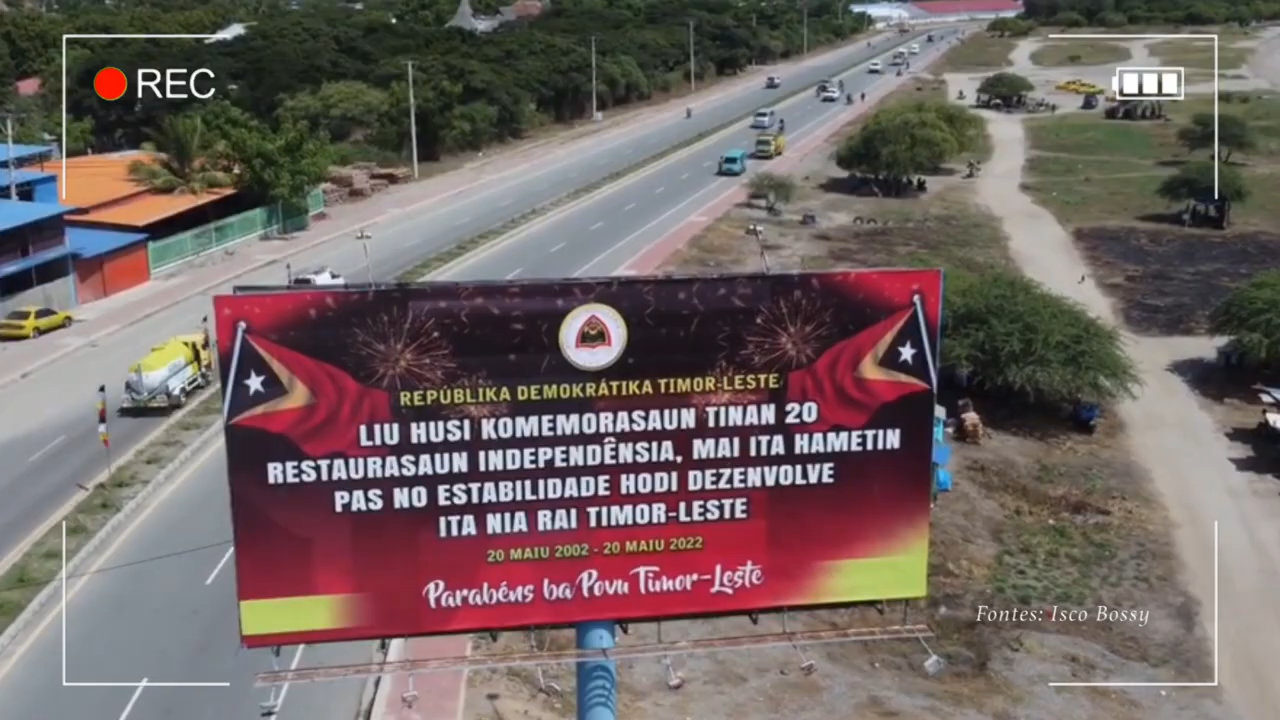 REC
REPÚBLIKA DEMOKRÁTIKA TIMOR-LESTE
LIU HUSI KOMEMORASAUN TINAN 20
RESTAURASAUN INDEPENDÊNSIA, MAI ITA HAMETIN
PAS NO ESTABILIDADE HODI DEZENVOLVE
ITA NIA RAI TIMOR-LESTE
20 MAIU 2002 - 20 MAIU 2022
Parabéns ba Povu Timor-Leste
Fontes: Isco Bossy